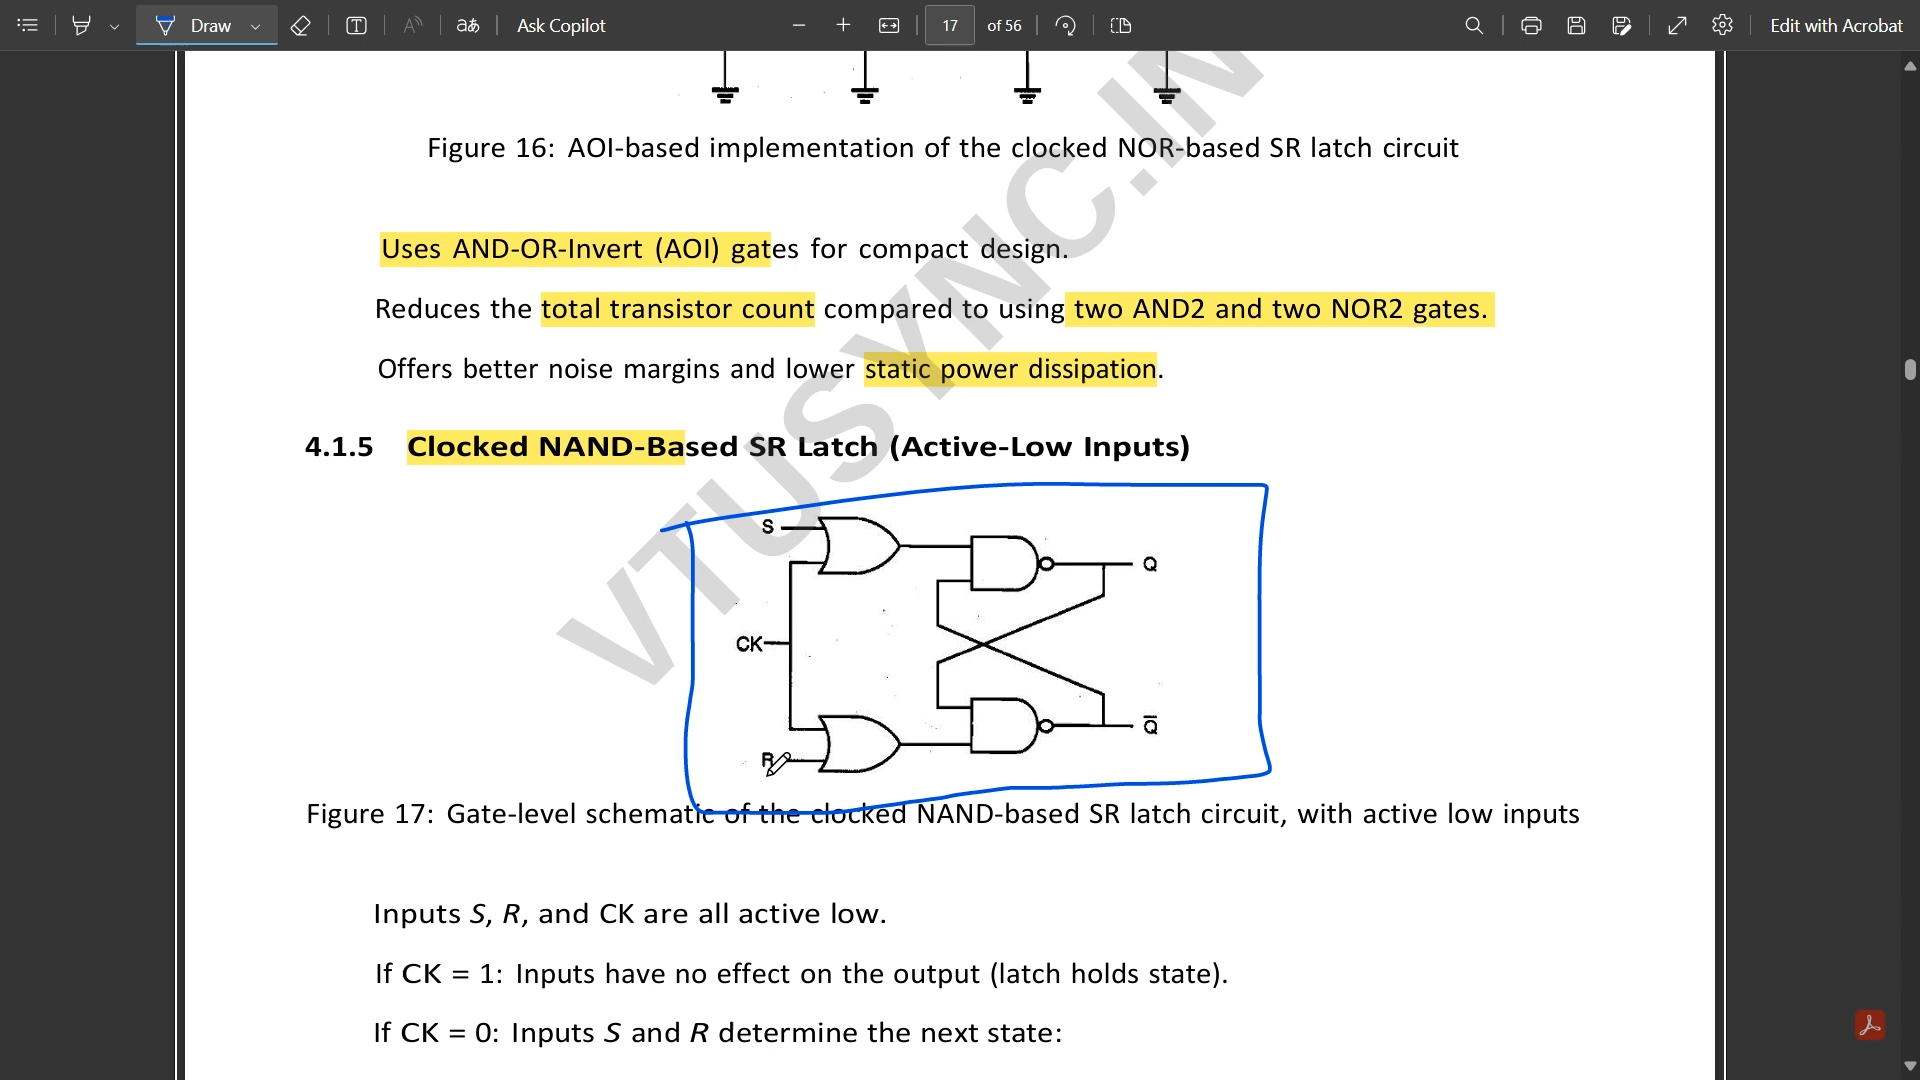 Draw
aあ
Ask Copilot
17 of 56
Edit with Acrobat
Figure 16: AOI-based implementation of the clocked NOR-based SR latch circuit
Uses AND-OR-Invert (AOI) gates for compact design.
Reduces the total transistor count compared to using two AND2 and two NOR2 gates.
Offers better noise margins and lower static power dissipation.
4.1.5 Clocked NAND-Based SR Latch (Active-Low Inputs)
S
Q
CK
R
Q̅
VTUSYNC.IN
Figure 17: Gate-level schematic of the clocked NAND-based SR latch circuit, with active low inputs
Inputs S, R, and CK are all active low.
If CK = 1: Inputs have no effect on the output (latch holds state).
If CK = 0: Inputs S and R determine the next state: